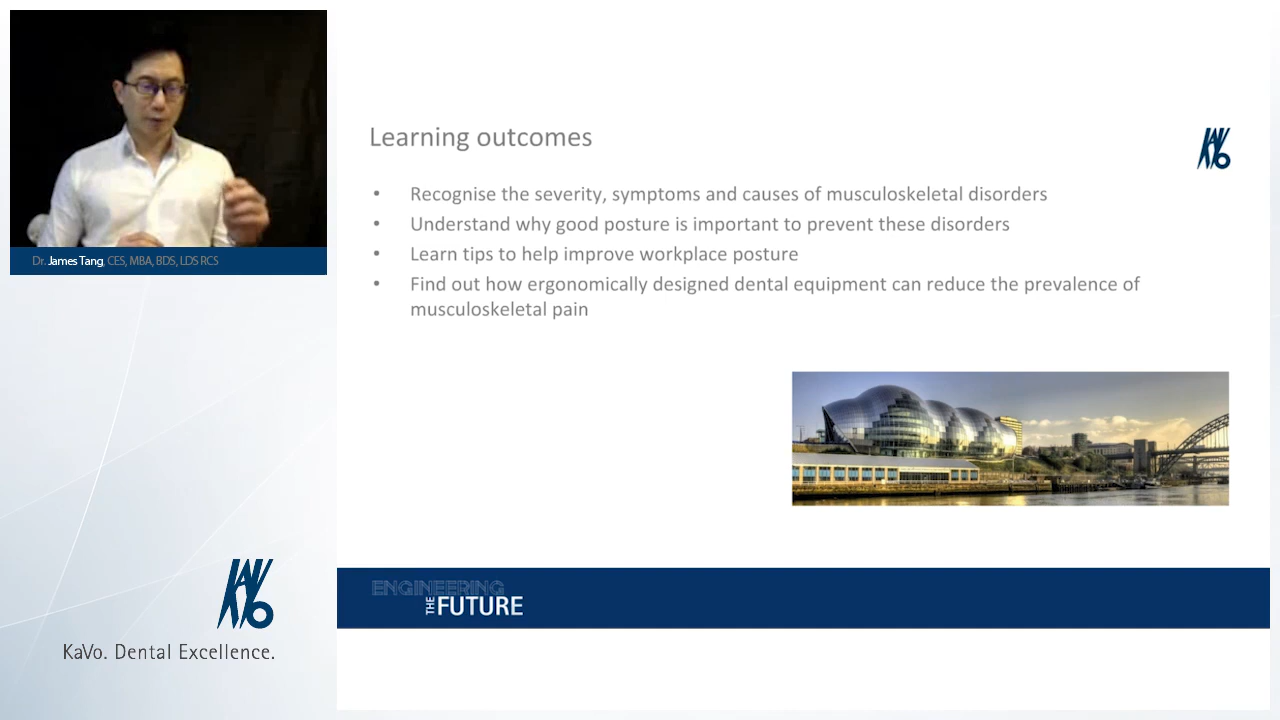 Dr. James Tang, CES, MBA, BDS, LDS RCS
Learning outcomes
• Recognise the severity, symptoms and causes of musculoskeletal disorders
• Understand why good posture is important to prevent these disorders
• Learn tips to help improve workplace posture
• Find out how ergonomically designed dental equipment can reduce the prevalence of
musculoskeletal pain
KAVO
ENGINEERING
THE FUTURE
KAVO
KaVo. Dental Excellence.